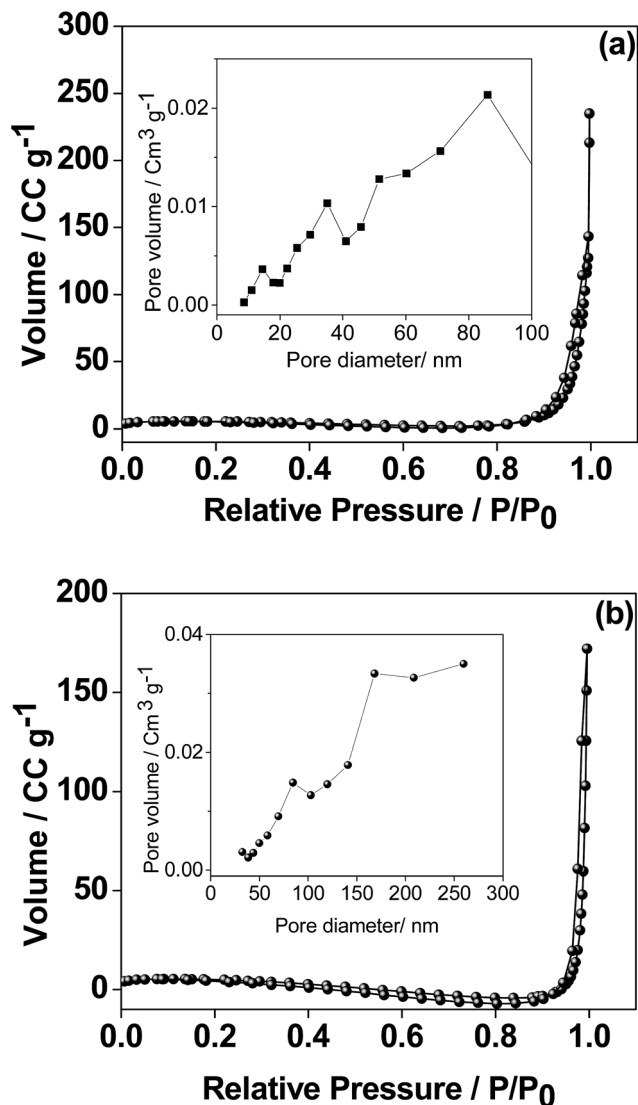 (a)
300
250
200
150
100
50
0
Volume / CC g-1
0.02
0.01
0.00
Pore volume / Cm3 g-1
0 20 40 60 80 100
Pore diameter/ nm
0.0 0.2 0.4 0.6 0.8 1.0
Relative Pressure / P/P0
(b)
200
150
100
50
0
Volume / CC g-1
0.04
0.02
0.00
Pore volume / Cm3 g-1
0 50 100 150 200 250 300
Pore diameter/ nm
0.0 0.2 0.4 0.6 0.8 1.0
Relative Pressure / P/P0